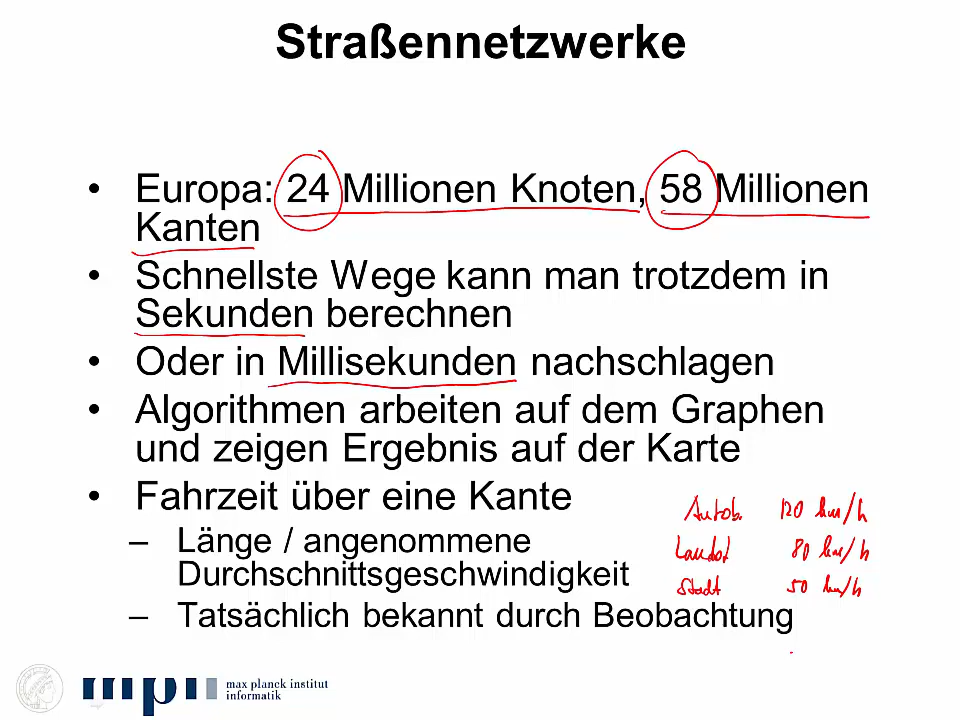 Straßennetzwerke
• Europa: 24 Millionen Knoten, 58 Millionen
Kanten
• Schnellste Wege kann man trotzdem in
Sekunden berechnen
• Oder in Millisekunden nachschlagen
• Algorithmen arbeiten auf dem Graphen
und zeigen Ergebnis auf der Karte
• Fahrzeit über eine Kante
Autob. 120 km/h
– Länge / angenommene
Landst 80 km/h
Durchschnittsgeschwindigkeit
Stadt 50 km/h
– Tatsächlich bekannt durch Beobachtung
mpii
max planck institut
informatik